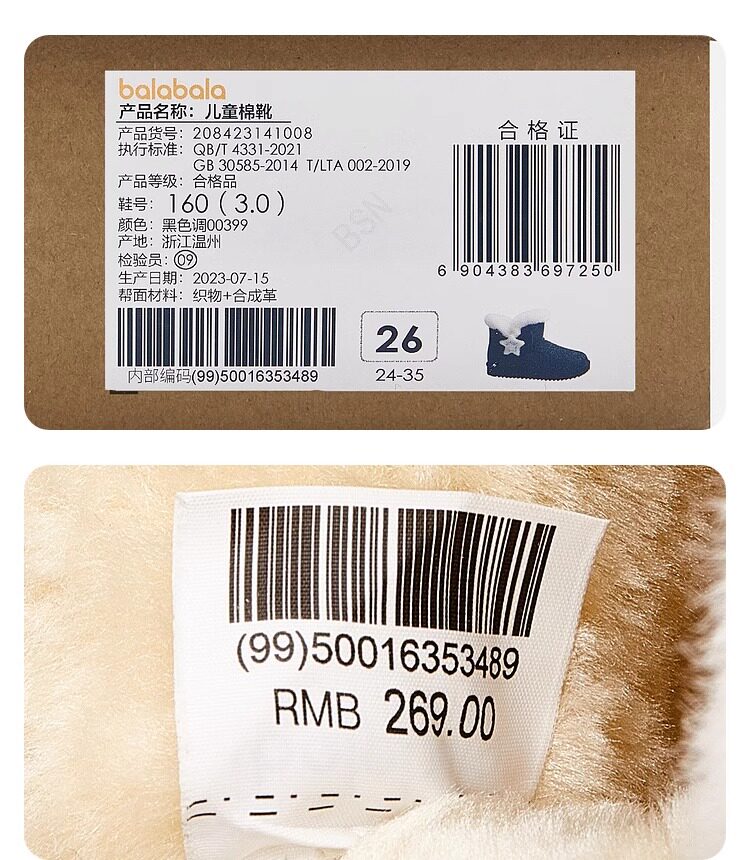 balabala
产品名称：儿童棉靴
产品货号：208423141008
执行标准：QB/T 4331-2021
GB 30585-2014 T/LTA 002-2019
产品等级：合格品
鞋号：160（3.0）
颜色：黑色调00399
产地：浙江温州
检验员：09
生产日期：2023-07-15
帮面材料：织物+合成革
内部编码(99)50016353489
26
24-35
合格证
6 904383 697250
BSN
(99)50016353489
RMB 269.00